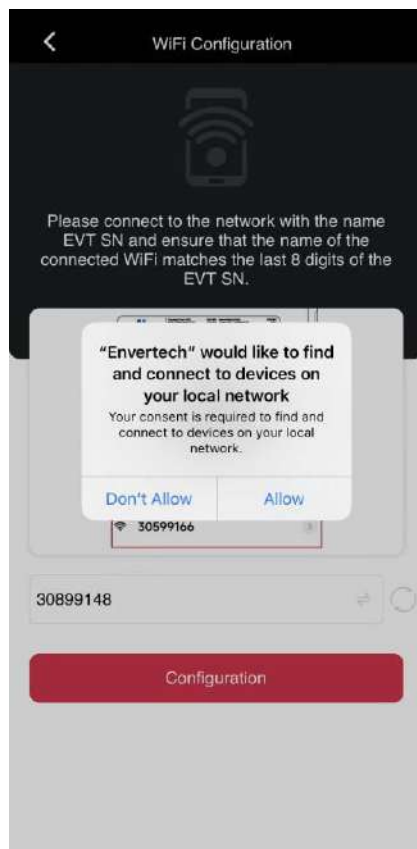 WiFi Configuration
Please connect to the network with the name
EVT SN and ensure that the name of the
connected WiFi matches the last 8 digits of the
EVT SN.
“Envertech” would like to find
and connect to devices on
your local network
Your consent is required to find and
connect to devices on your local
network.
Don't Allow
Allow
30599166
30899148
Configuration